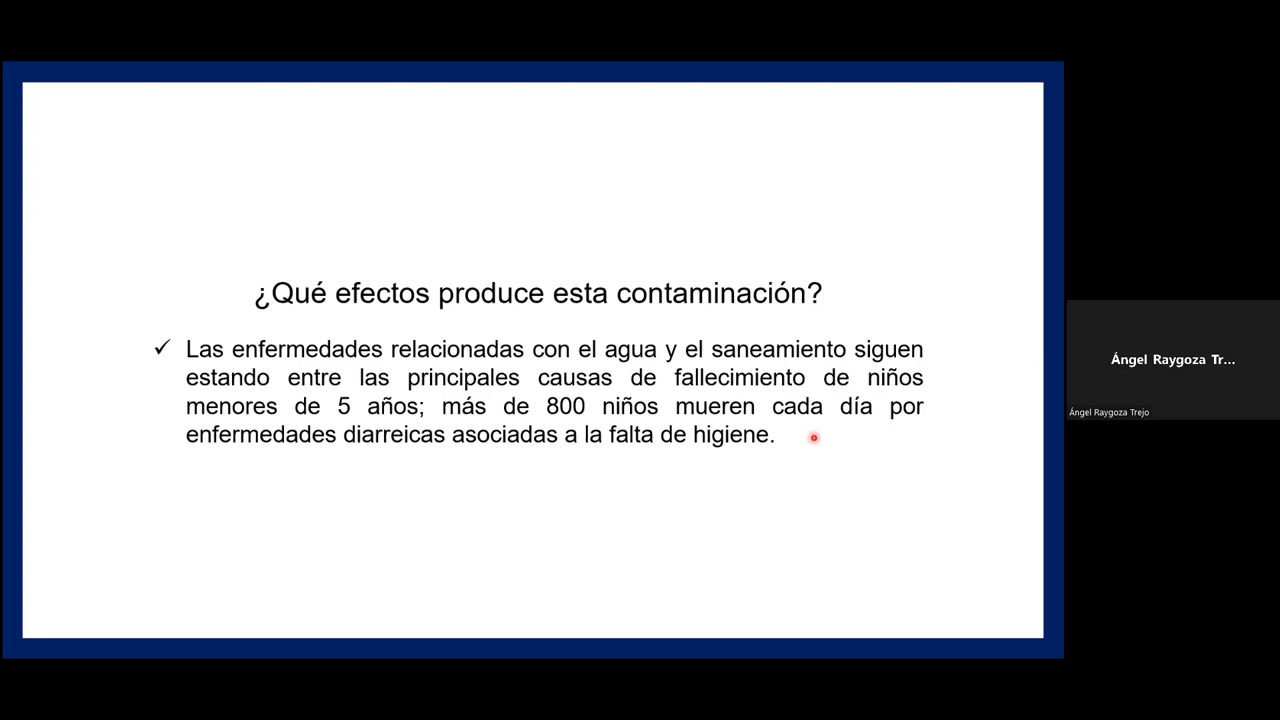 ¿Qué efectos produce esta contaminación?
✓ Las enfermedades relacionadas con el agua y el saneamiento siguen
estando entre las principales causas de fallecimiento de niños
menores de 5 años; más de 800 niños mueren cada día por
enfermedades diarreicas asociadas a la falta de higiene.
Ángel Raygoza Tr...
Ángel Raygoza Trejo